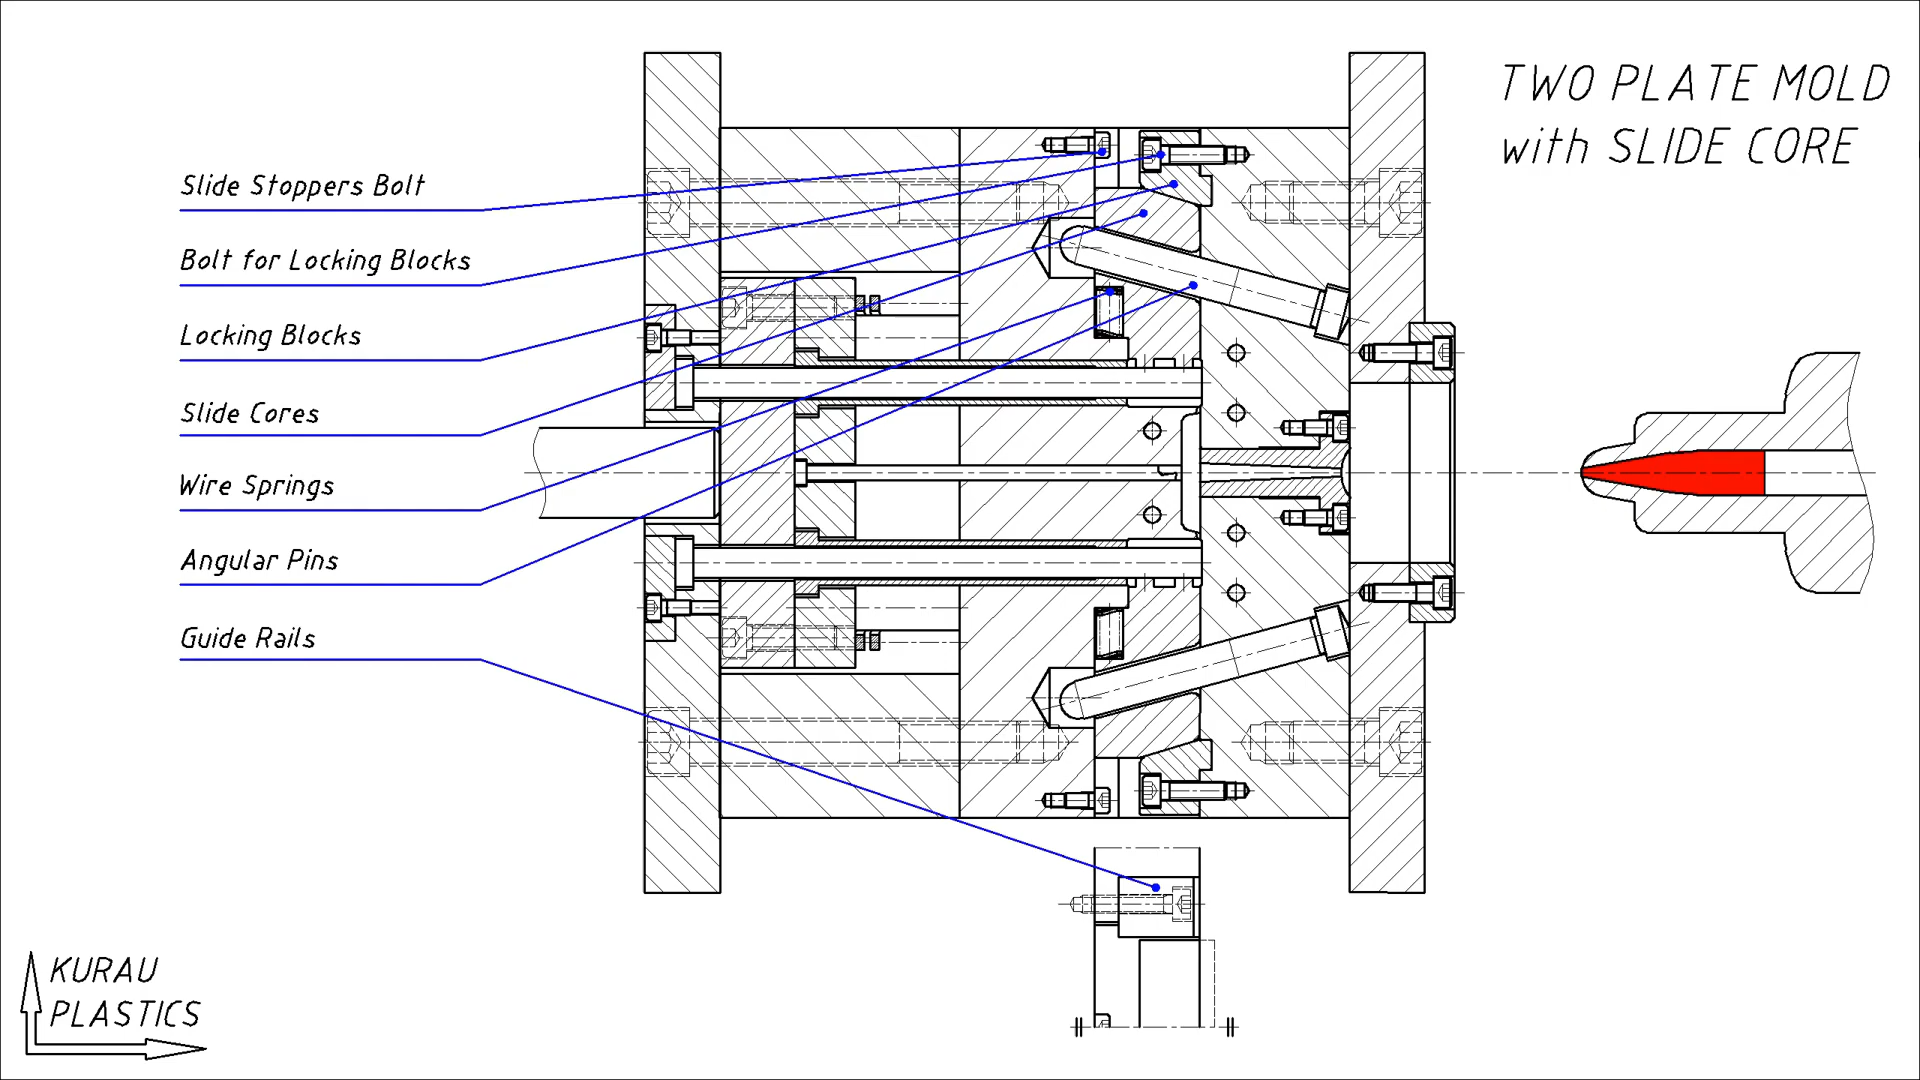 TWO PLATE MOLD
with SLIDE CORE
Slide Stoppers Bolt
Bolt for Locking Blocks
Locking Blocks
Slide Cores
Wire Springs
Angular Pins
Guide Rails
KURAU
PLASTICS